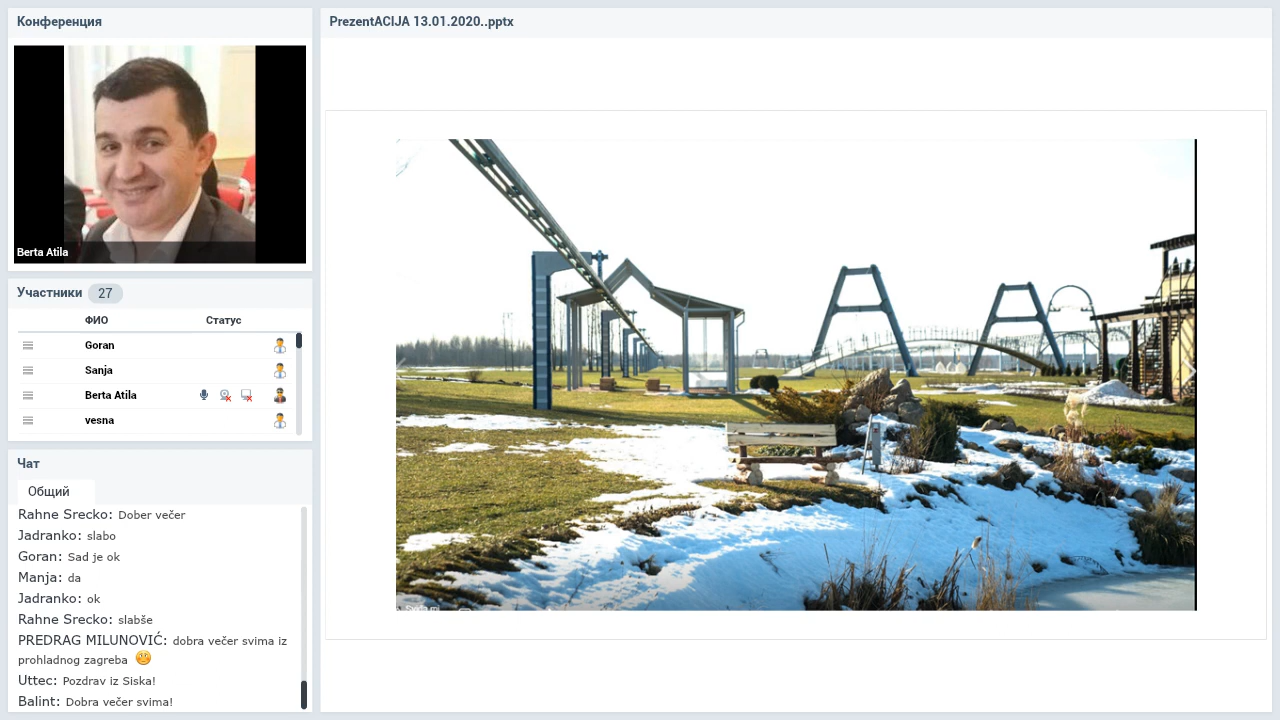 Конференция
Berta Atila
Участники 27
ФИО Статус
Goran
Sanja
Berta Atila
vesna
Чат
Общий
Rahne Srecko: Dober večer
Jadranko: slabo
Goran: Sad je ok
Manja: da
Jadranko: ok
Rahne Srecko: slabše
PREDRAG MILUNOVIĆ: dobra večer svima iz
prohladnog zagreba
Uttec: Pozdrav iz Siska!
Balint: Dobra večer svima!
PrezentACIJA 13.01.2020..pptx